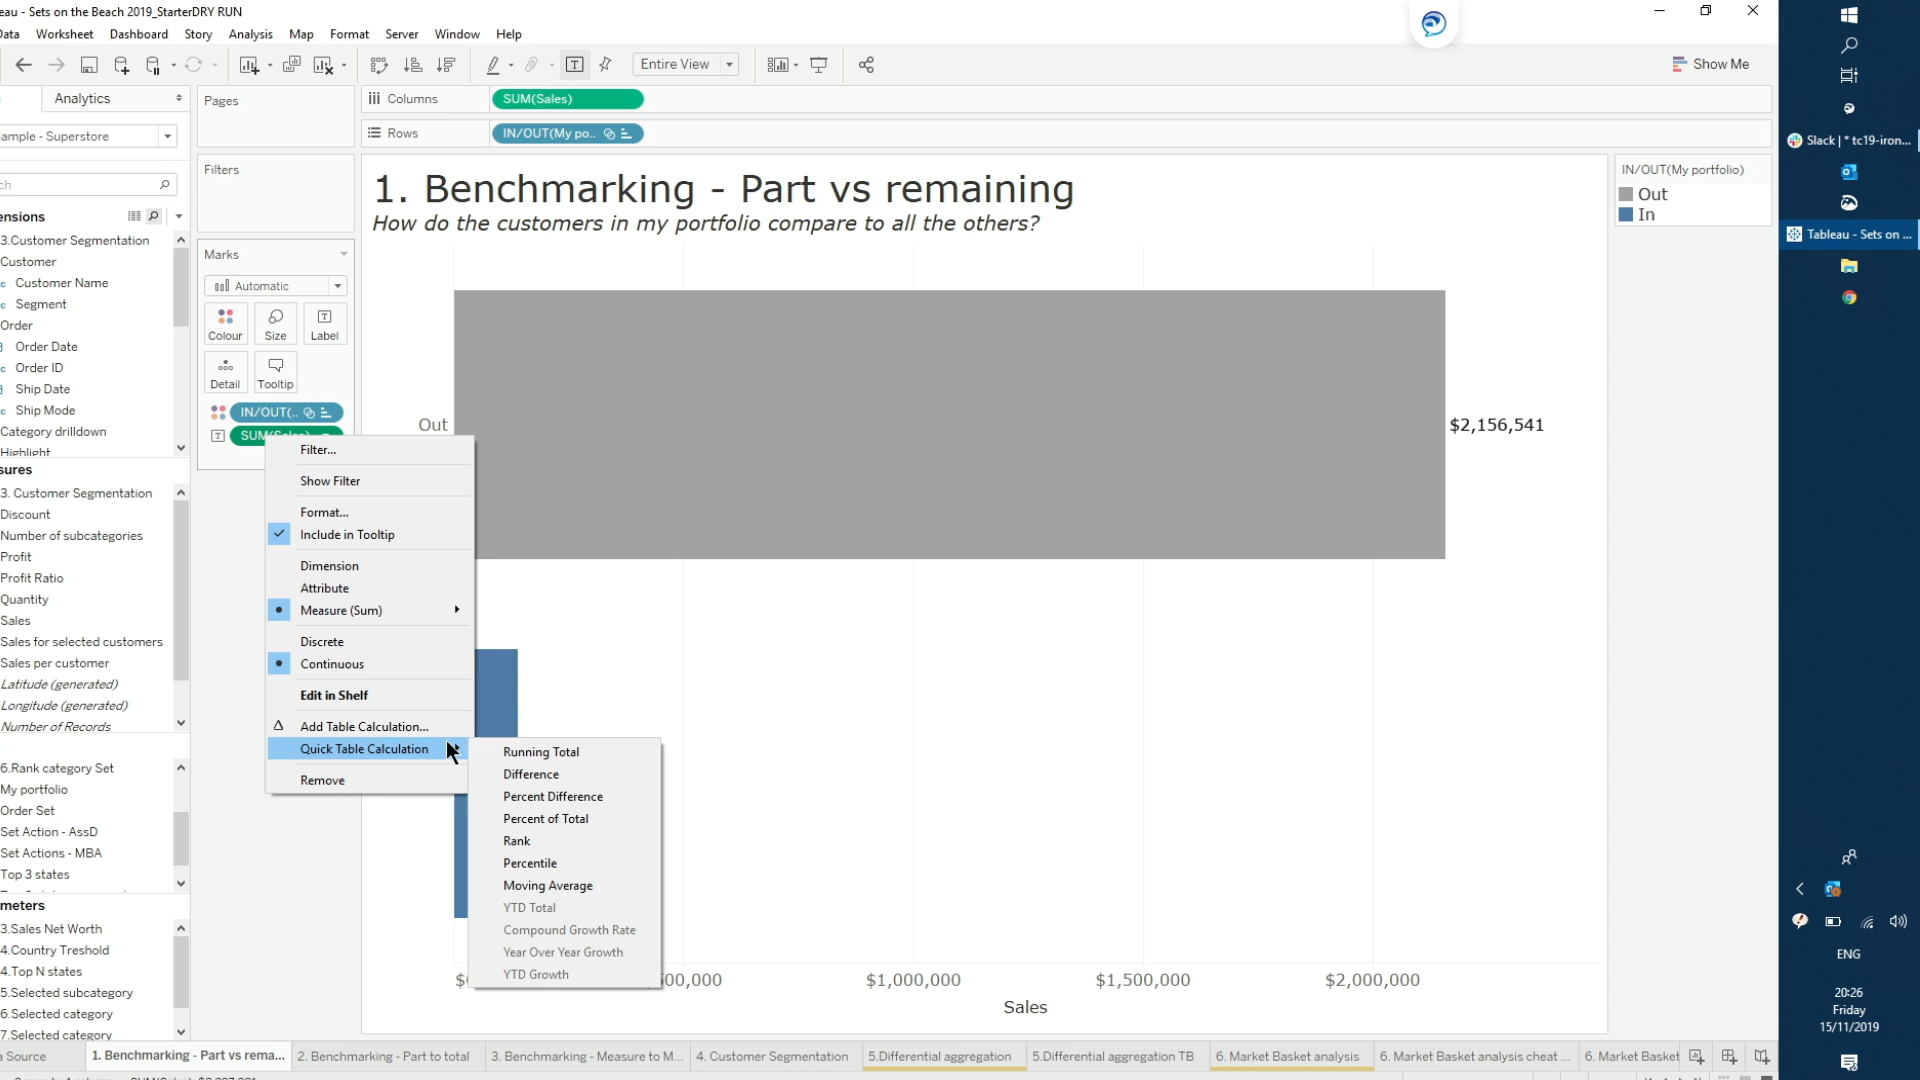 eau - Sets on the Beach 2019_StarterDRY RUN
Data Worksheet Dashboard Story Analysis Map Format Server Window Help
Entire View
Show Me
Analytics
Pages
Columns
SUM(Sales)
ample - Superstore
Rows
IN/OUT(My po..
Filters
ch
ensions
3.Customer Segmentation
Customer
Customer Name
Segment
Order
Order Date
Order ID
Ship Date
Ship Mode
Category drilldown
Highlight
sures
3. Customer Segmentation
Discount
Number of subcategories
Profit
Profit Ratio
Quantity
Sales
Sales for selected customers
Sales per customer
Latitude (generated)
Longitude (generated)
Number of Records
6.Rank category Set
My portfolio
Order Set
Set Action - AssD
Set Actions - MBA
Top 3 states
meters
3.Sales Net Worth
4.Country Treshold
4.Top N states
5.Selected subcategory
6.Selected category
7.Selected category
Marks
Automatic
Colour Size Label
Detail Tooltip
IN/OUT(..
SUM(Sales)
Filter...
Show Filter
Format...
Include in Tooltip
Dimension
Attribute
Measure (Sum)
Discrete
Continuous
Edit in Shelf
Add Table Calculation...
Quick Table Calculation
Remove
Running Total
Difference
Percent Difference
Percent of Total
Rank
Percentile
Moving Average
YTD Total
Compound Growth Rate
Year Over Year Growth
YTD Growth
1. Benchmarking - Part vs remaining
How do the customers in my portfolio compare to all the others?
Out
$2,156,541
$1,000,000 $1,500,000 $2,000,000
Sales
IN/OUT(My portfolio)
Out
In
Slack | * tc19-iron...
Tableau - Sets on ...
ENG
20:26
Friday
15/11/2019
a Source
1. Benchmarking - Part vs rema...
2. Benchmarking - Part to total
3. Benchmarking - Measure to M...
4. Customer Segmentation
5.Differential aggregation
5.Differential aggregation TB
6. Market Basket analysis
6. Market Basket analysis cheat ...
6. Market Basket